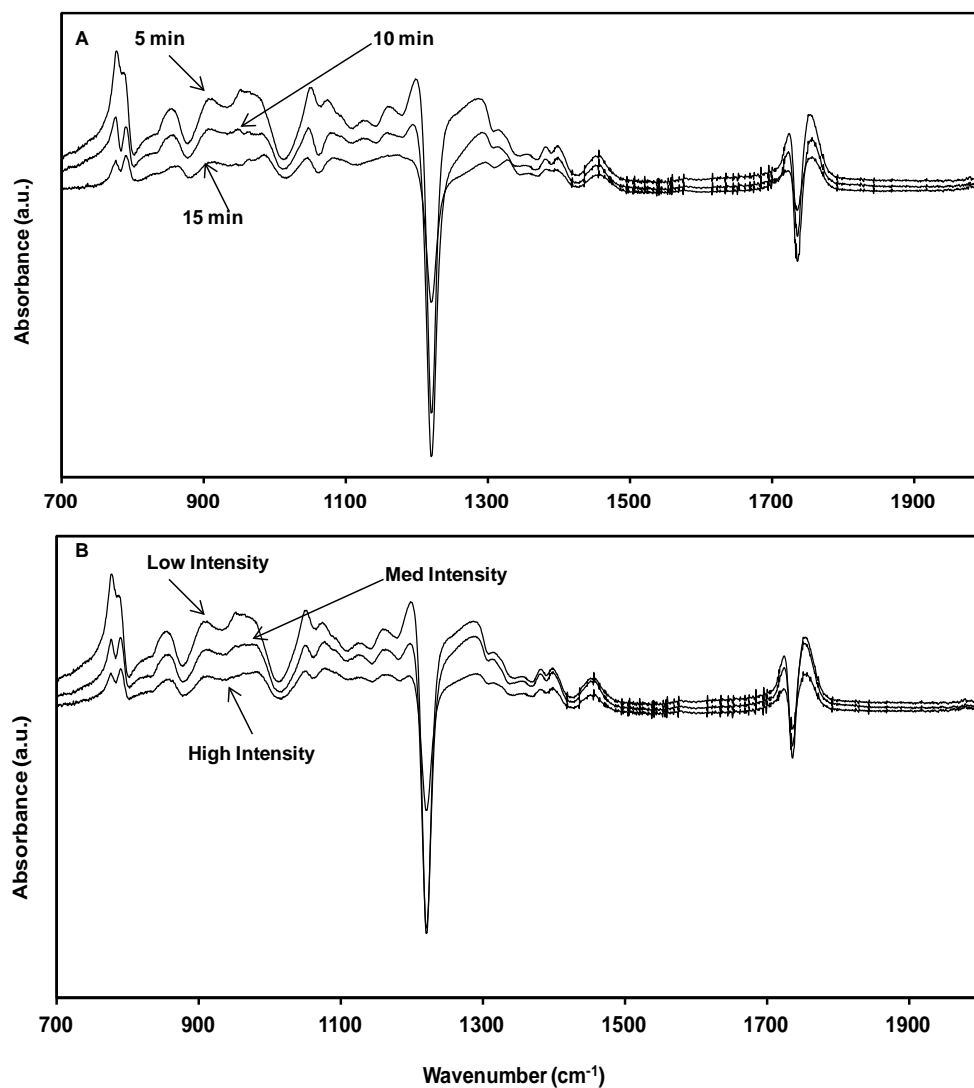 A
5 min
10 min
15 min
Absorbance (a.u.)
700 900 1100 1300 1500 1700 1900
B
Low Intensity
Med Intensity
High Intensity
Absorbance (a.u.)
700 900 1100 1300 1500 1700 1900
Wavenumber (cm⁻¹)